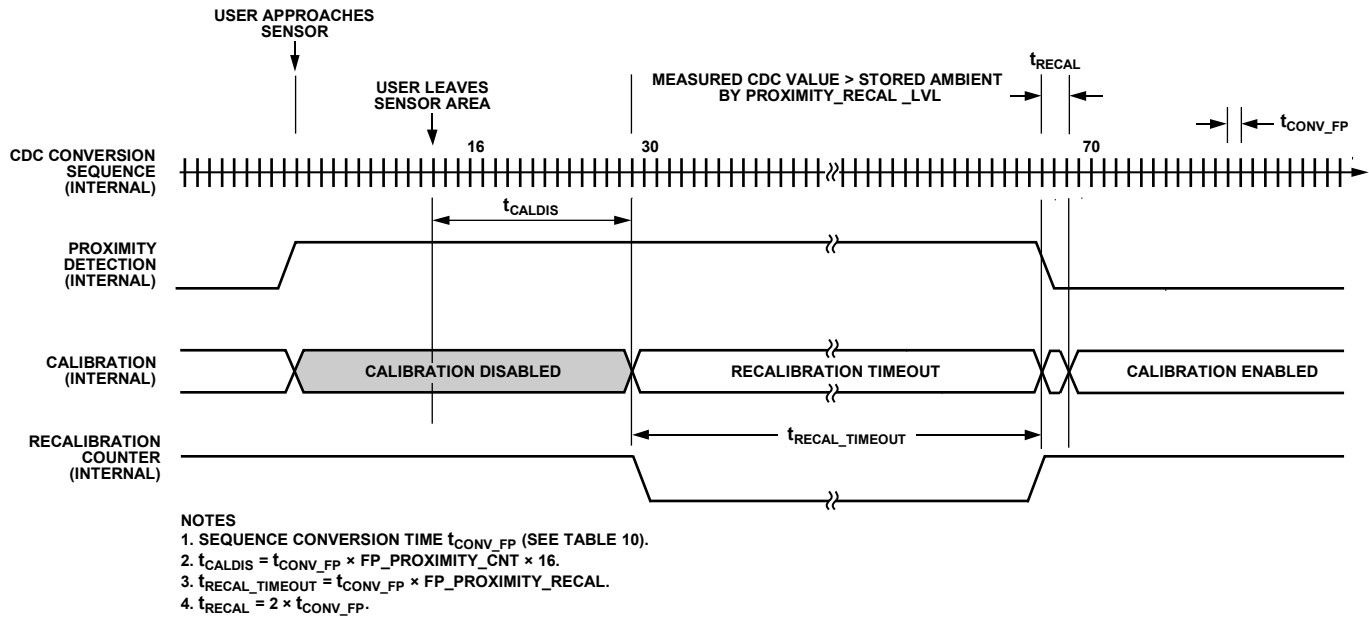 USER APPROACHES
SENSOR
USER LEAVES
SENSOR AREA
MEASURED CDC VALUE > STORED AMBIENT
BY PROXIMITY_RECAL _LVL
tRECAL
tCONV_FP
CDC CONVERSION
SEQUENCE
(INTERNAL)
16
30
70
tCALDIS
PROXIMITY
DETECTION
(INTERNAL)
CALIBRATION
(INTERNAL)
CALIBRATION DISABLED
RECALIBRATION TIMEOUT
CALIBRATION ENABLED
RECALIBRATION
COUNTER
(INTERNAL)
tRECAL_TIMEOUT
NOTES
1. SEQUENCE CONVERSION TIME tCONV_FP (SEE TABLE 10).
2. tCALDIS = tCONV_FP × FP_PROXIMITY_CNT × 16.
3. tRECAL_TIMEOUT = tCONV_FP × FP_PROXIMITY_RECAL.
4. tRECAL = 2 × tCONV_FP.